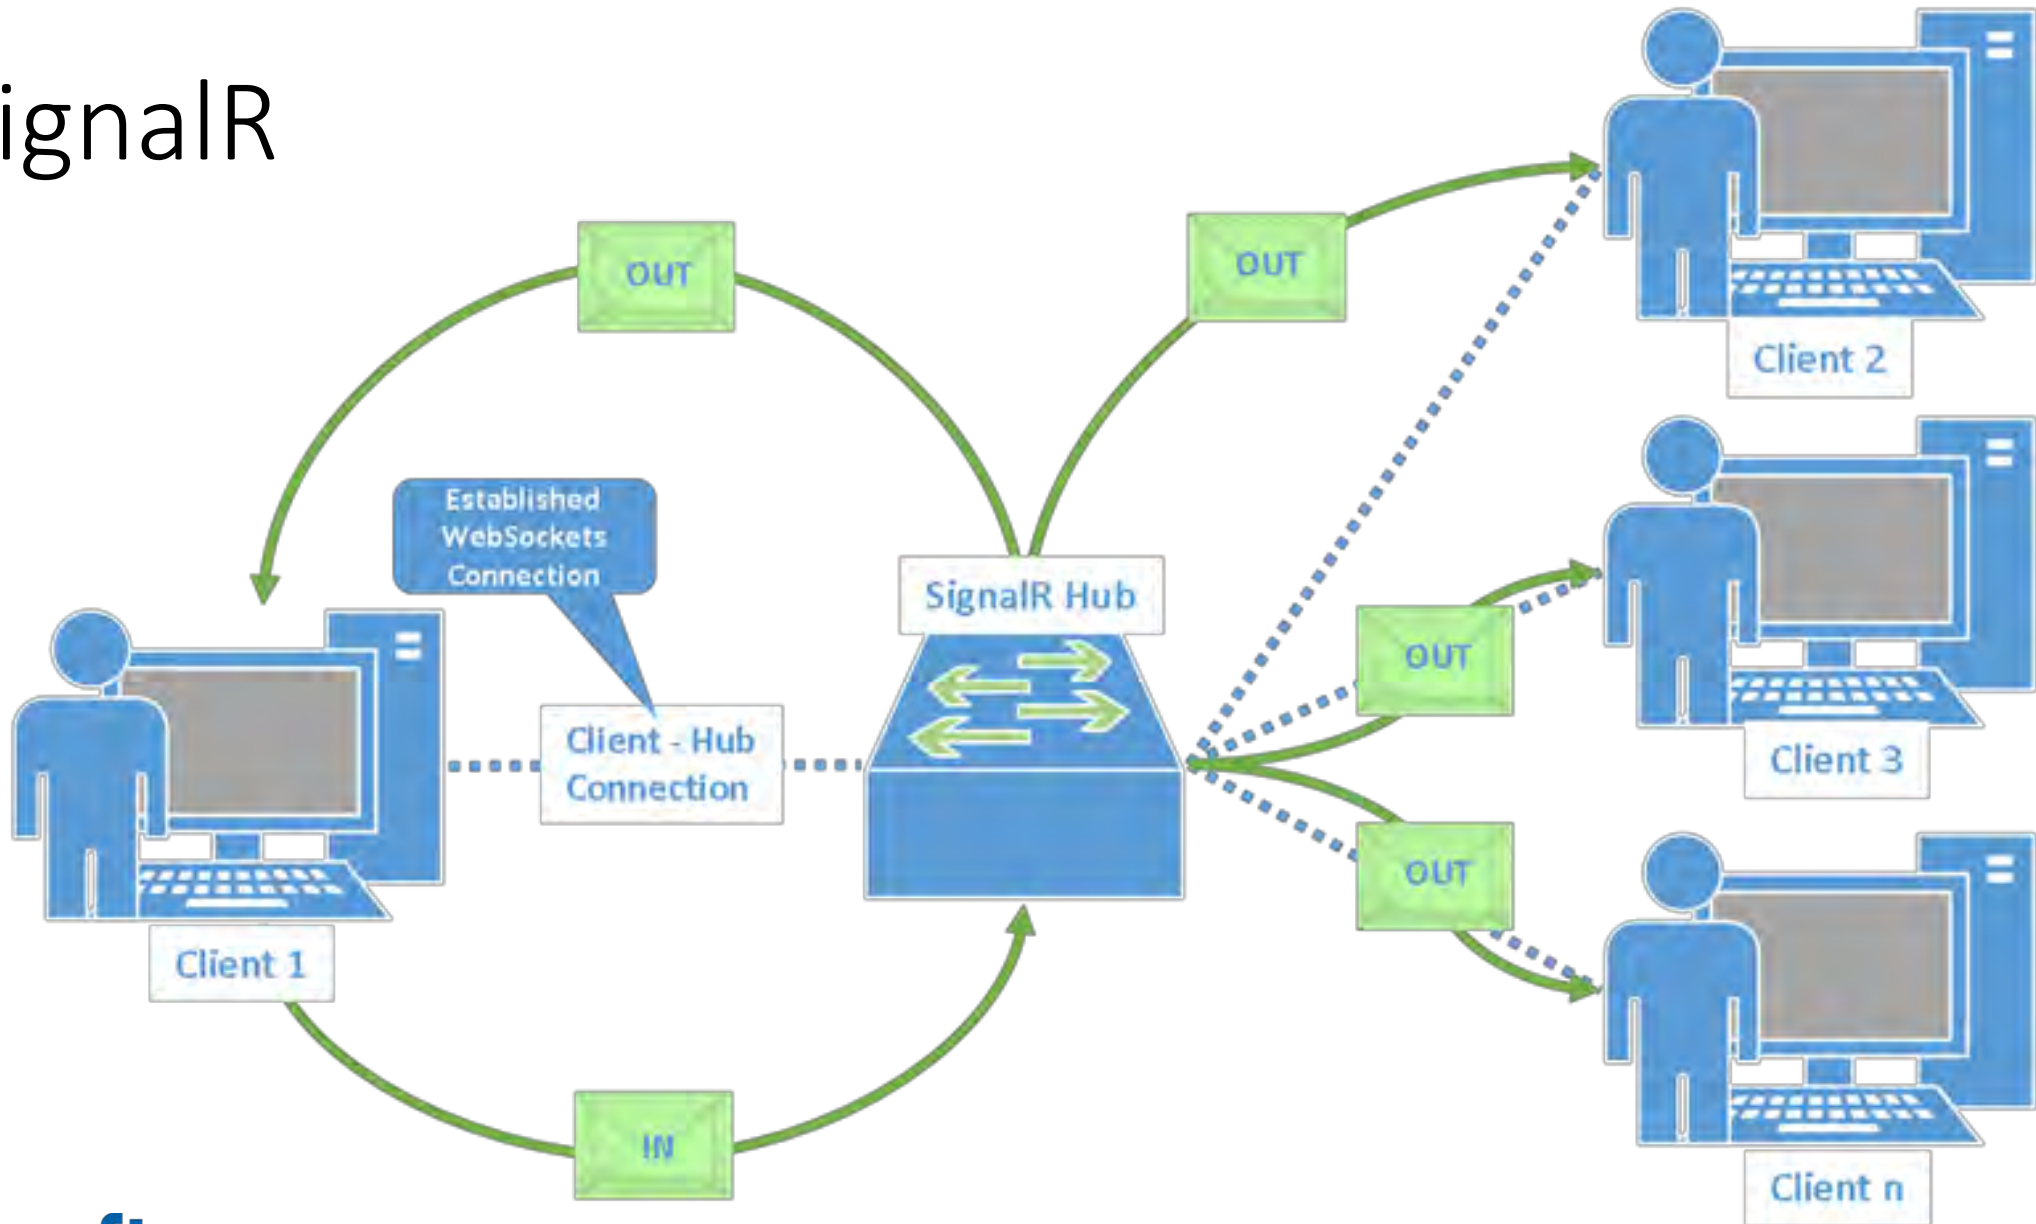 ignalR
OUT
OUT
Client 2
Established
WebSockets
Connection
SignalR Hub
OUT
Client - Hub
Connection
Client 3
OUT
Client 1
IN
Client n